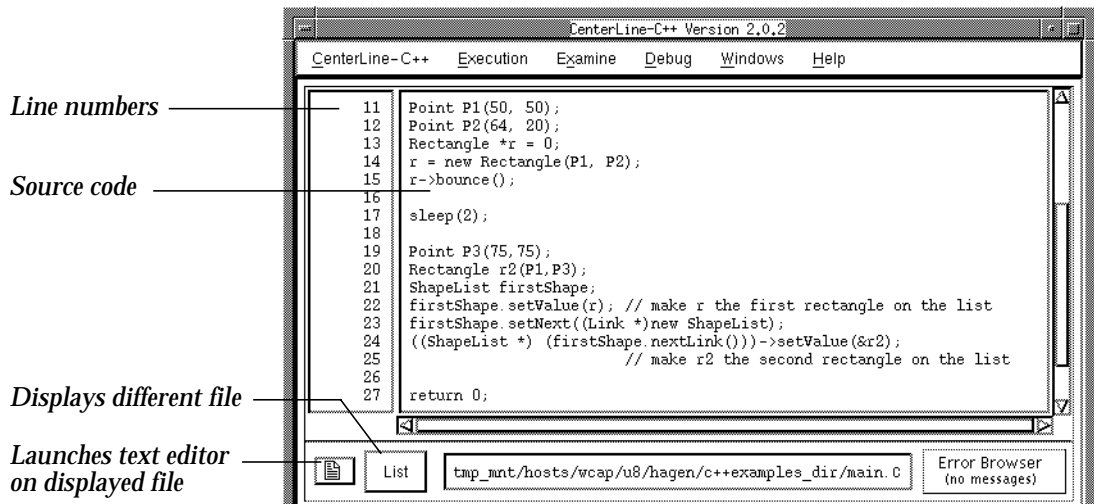 CenterLine-C++ Version 2.0.2
CenterLine-C++ Execution Examine Debug Windows Help
Line numbers
Source code
11 Point P1(50, 50);
12 Point P2(64, 20);
13 Rectangle *r = 0;
14 r = new Rectangle(P1, P2);
15 r->bounce();
16
17 sleep(2);
18
19 Point P3(75,75);
20 Rectangle r2(P1,P3);
21 ShapeList firstShape;
22 firstShape.setValue(r); // make r the first rectangle on the list
23 firstShape.setNext((Link *)new ShapeList);
24 ((ShapeList *) (firstShape.nextLink()))->setValue(&r2);
25 // make r2 the second rectangle on the list
26
27 return 0;
Displays different file
Launches text editor
on displayed file
List
tmp_mnt/hosts/wcap/u8/hagen/c++examples_dir/main.C
Error Browser
(no messages)